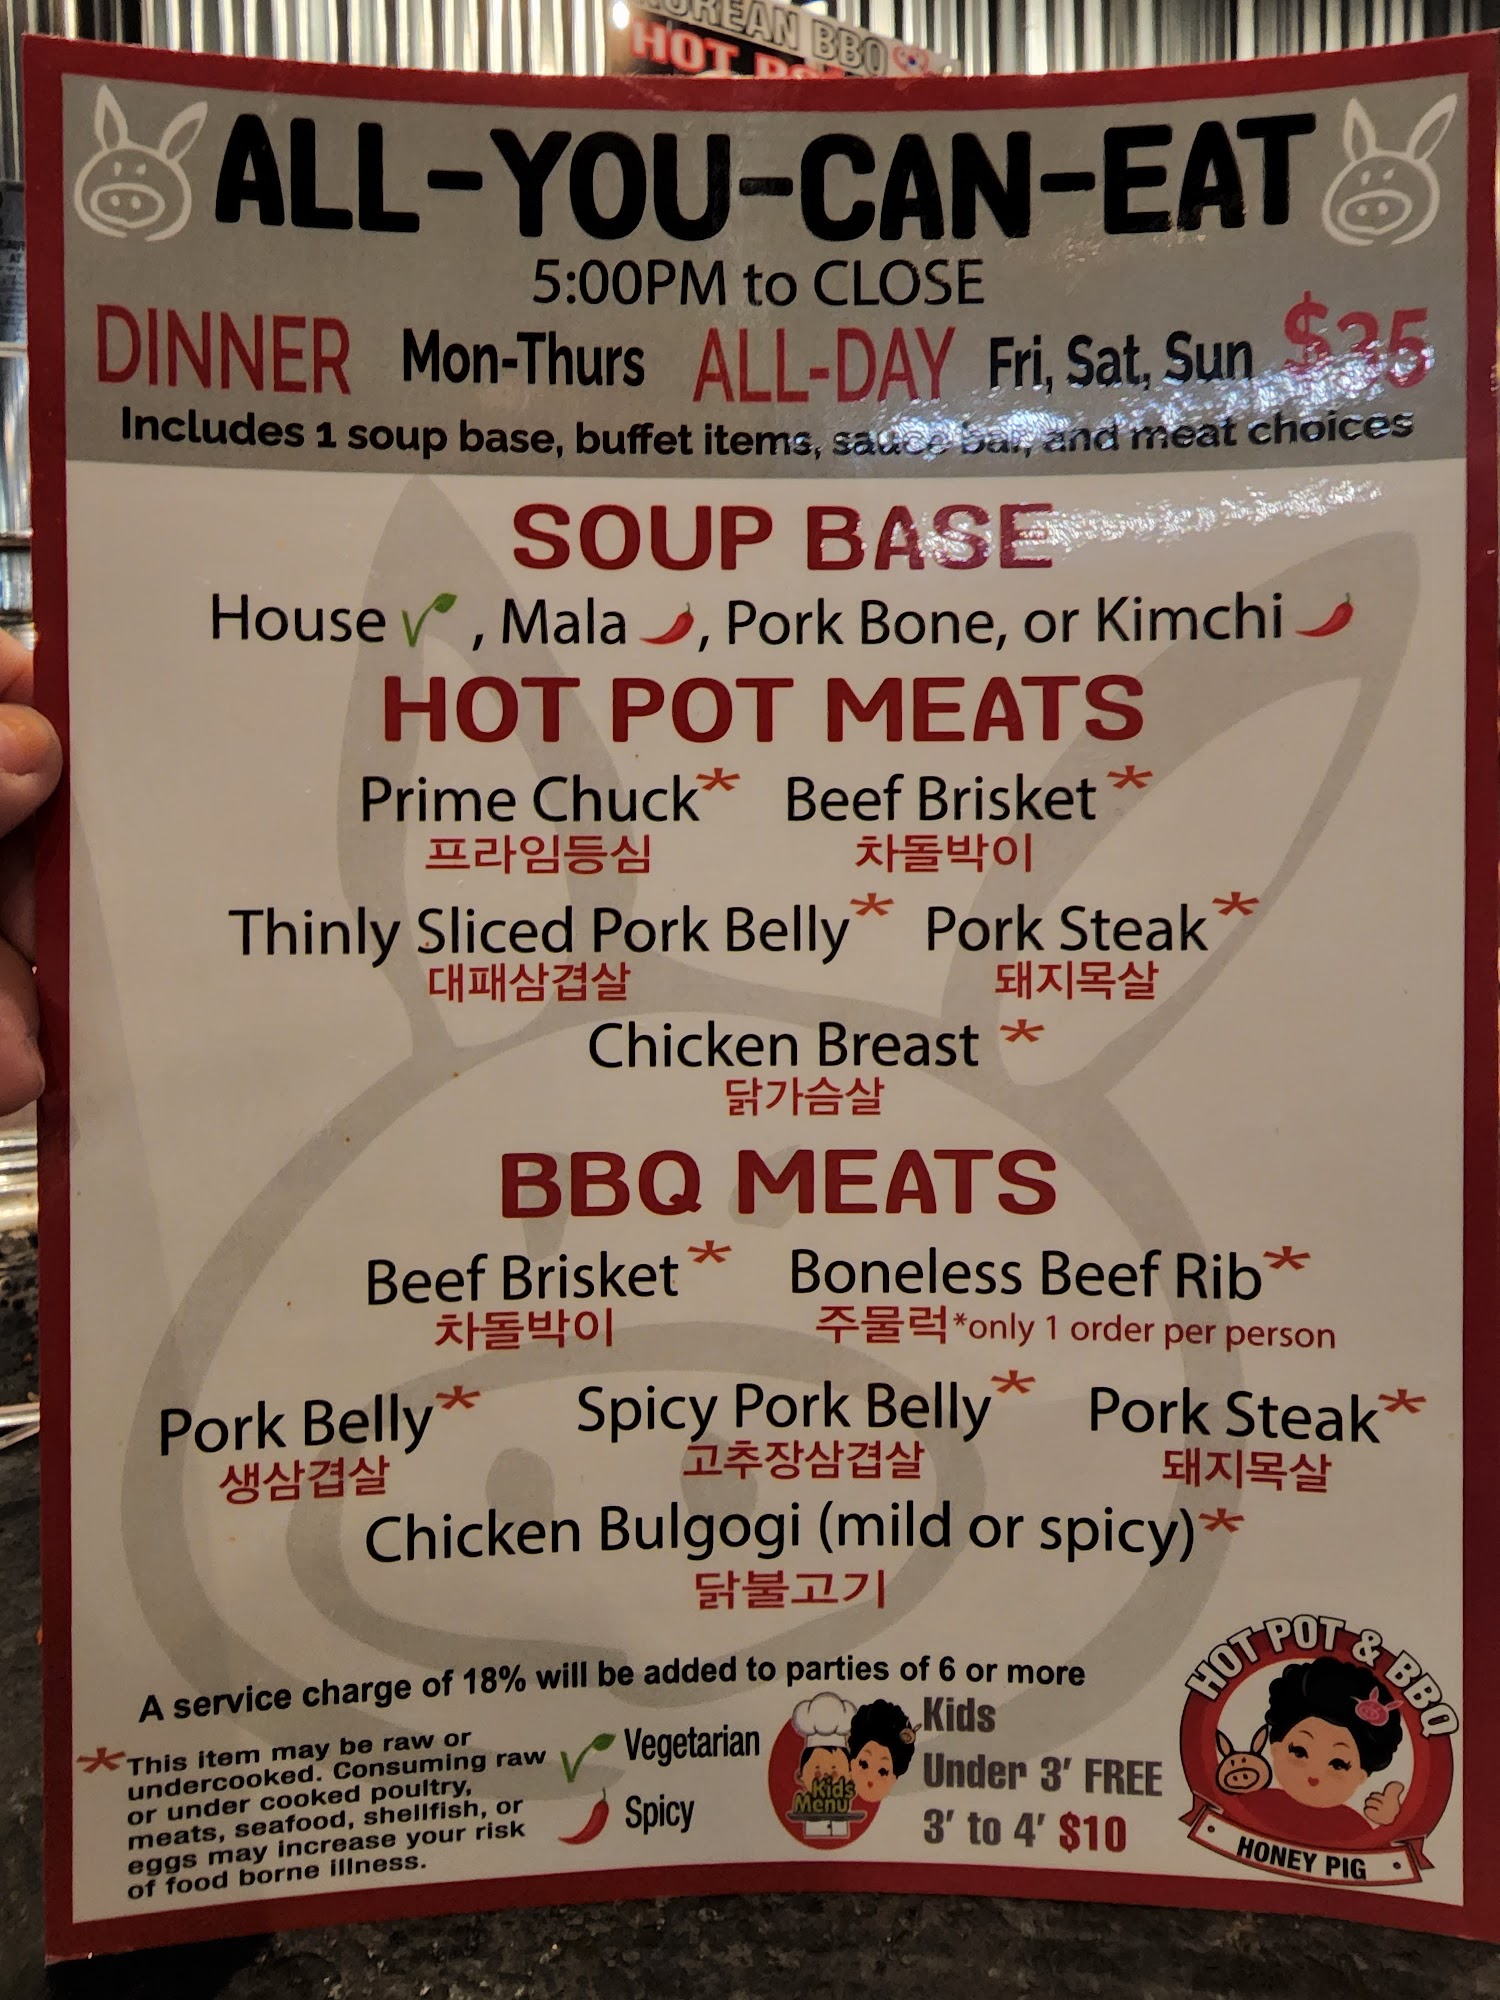 KOREAN BBQ
HOT POT
ALL-YOU-CAN-EAT
5:00PM to CLOSE
DINNER Mon-Thurs ALL-DAY Fri, Sat, Sun $35
Includes 1 soup base, buffet items, sauce bar, and meat choices
SOUP BASE
House, Mala, Pork Bone, or Kimchi
HOT POT MEATS
Prime Chuck* Beef Brisket*
프라임등심 차돌박이
Thinly Sliced Pork Belly* Pork Steak*
대패삼겹살 돼지목살
Chicken Breast *
닭가슴살
BBQ MEATS
Beef Brisket* Boneless Beef Rib*
차돌박이 주물럭*only 1 order per person
Pork Belly* Spicy Pork Belly* Pork Steak*
생삼겹살 고추장삼겹살 돼지목살
Chicken Bulgogi (mild or spicy)*
닭불고기
A service charge of 18% will be added to parties of 6 or more
*This item may be raw or
undercooked. Consuming raw
or under cooked poultry,
meats, seafood, shellfish, or
eggs may increase your risk
of food borne illness.
Vegetarian
Spicy
Kids
Menu
Kids
Under 3' FREE
3' to 4' $10
HOT POT & BBQ
HONEY PIG